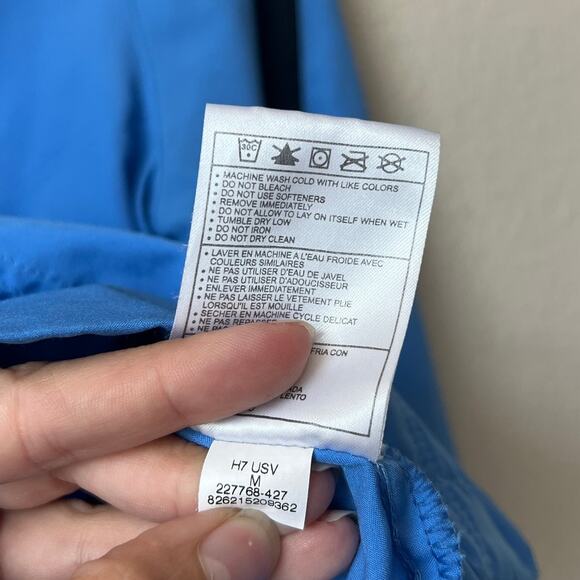 30C
• MACHINE WASH COLD WITH LIKE COLORS
• DO NOT BLEACH
• DO NOT USE SOFTENERS
• REMOVE IMMEDIATELY
• DO NOT ALLOW TO LAY ON ITSELF WHEN WET
• TUMBLE DRY LOW
• DO NOT IRON
• DO NOT DRY CLEAN
• LAVER EN MACHINE A L'EAU FROIDE AVEC
COULEURS SIMILAIRES
• NE PAS UTILISER D'EAU DE JAVEL
• NE PAS UTILISER D'ADOUCISSEUR
• ENLEVER IMMEDIATEMENT
• NE PAS LAISSER LE VETEMENT PLIE
LORSQU'IL EST MOUILLE
• SECHER EN MACHINE CYCLE DELICAT
• NE PAS
• NE
FRIA CON
LENTO
H7 USV
M
227768-427
826215209362